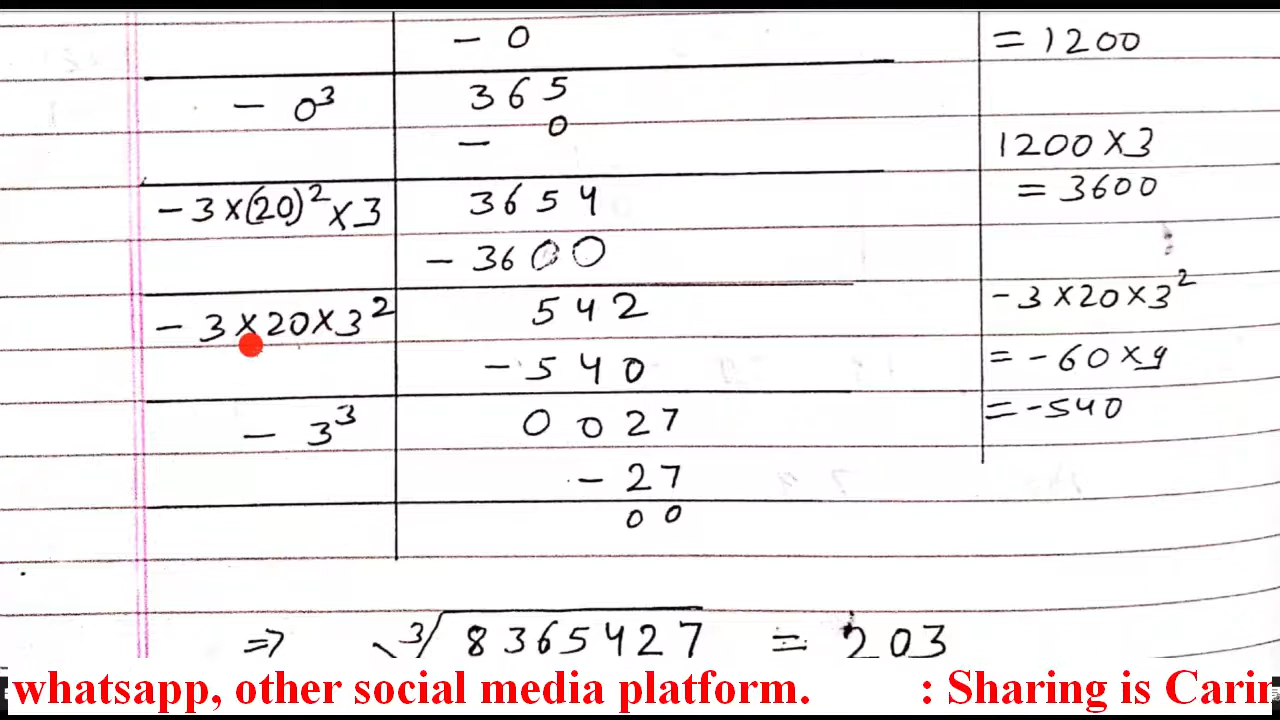 - 0 = 1200
- 0³ 365
- 0 1200 × 3
- 3 × (20)² × 3 3654 = 3600
- 3600
- 3 × 20 × 3² 542 - 3 × 20 × 3²
- 540 = - 60 × 9
- 3³ 0027 = - 540
- 27
00
⇒ ∛8365427 = 203
whatsapp, other social media platform. : Sharing is Carin